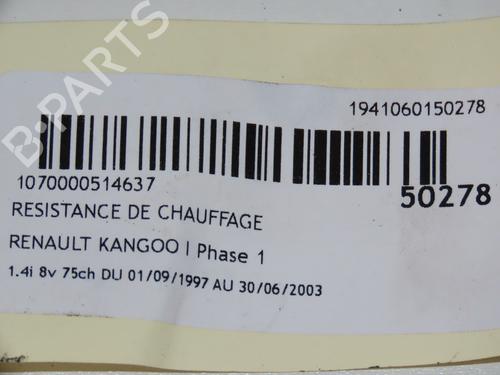 B-PARTS
1941060150278
1070000514637
50278
RESISTANCE DE CHAUFFAGE
RENAULT KANGOO I Phase 1
1.4i 8v 75ch DU 01/09/1997 AU 30/06/2003